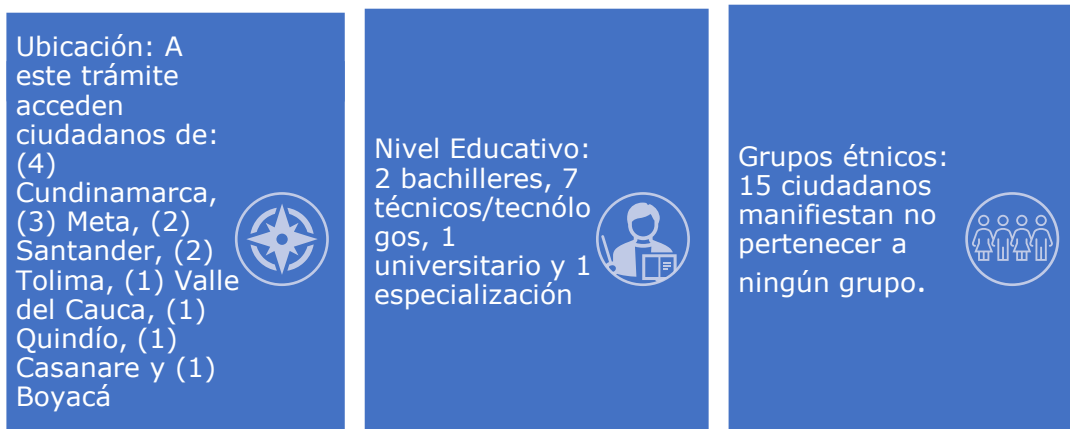 Ubicación: A
este trámite
acceden
ciudadanos de:
(4)
Cundinamarca,
(3) Meta, (2)
Santander, (2)
Tolima, (1) Valle
del Cauca, (1)
Quindío, (1)
Casanare y (1)
Boyacá
Nivel Educativo:
2 bachilleres, 7
técnicos/tecnólo
gos, 1
universitario y 1
especialización
Grupos étnicos:
15 ciudadanos
manifiestan no
pertenecer a
ningún grupo.